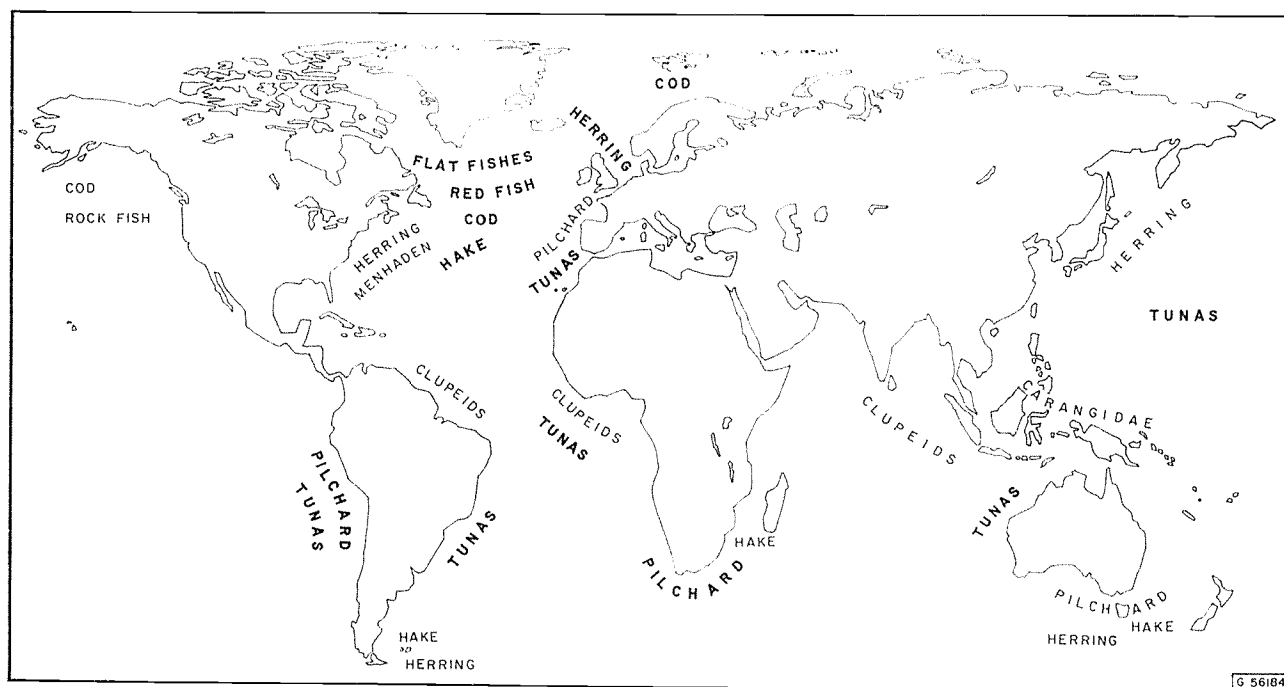 COD
HERRING
FLAT FISHES
RED FISH
COD
HAKE
COD
ROCK FISH
HERRING
MENHADEN
PILCHARD
TUNAS
HERRING
TUNAS
CLUPEIDS
CLUPEIDS
TUNAS
CLUPEIDS
CARANGIDAE
PILCHARD
TUNAS
TUNAS
TUNAS
HAKE
PILCHARD
PILCHARD
HAKE
HERRING
HAKE
HERRING
G 56184